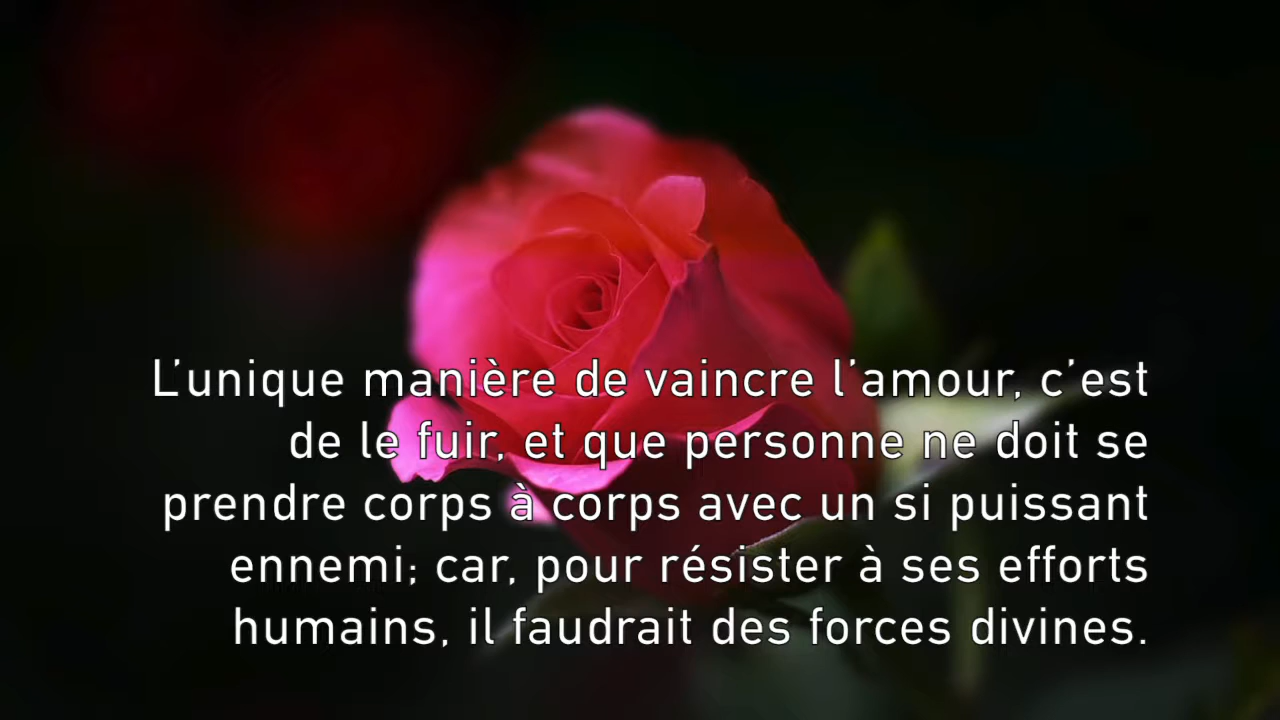 L’unique manière de vaincre l’amour, c’est
de le fuir, et que personne ne doit se
prendre corps à corps avec un si puissant
ennemi; car, pour résister à ses efforts
humains, il faudrait des forces divines.